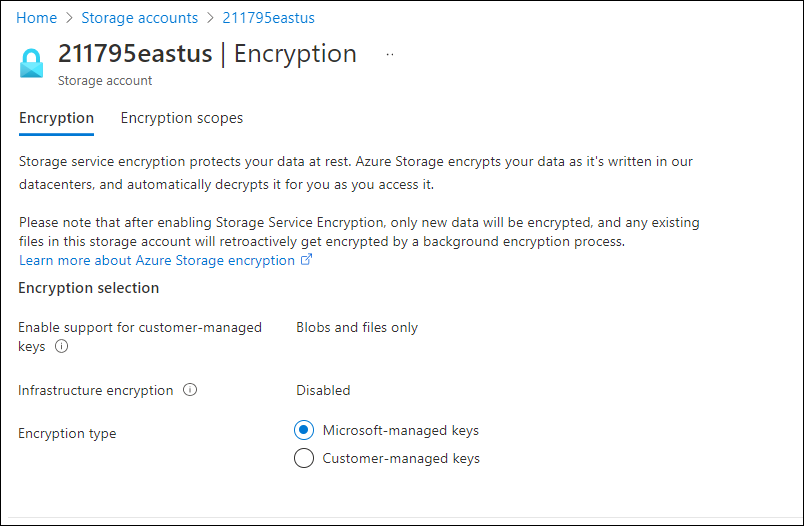 Home > Storage accounts > 211795eastus
211795eastus | Encryption ..
Storage account
Encryption Encryption scopes
Storage service encryption protects your data at rest. Azure Storage encrypts your data as it's written in our
datacenters, and automatically decrypts it for you as you access it.
Please note that after enabling Storage Service Encryption, only new data will be encrypted, and any existing
files in this storage account will retroactively get encrypted by a background encryption process.
Learn more about Azure Storage encryption
Encryption selection
Enable support for customer-managed Blobs and files only
keys
Infrastructure encryption Disabled
Encryption type Microsoft-managed keys
Customer-managed keys